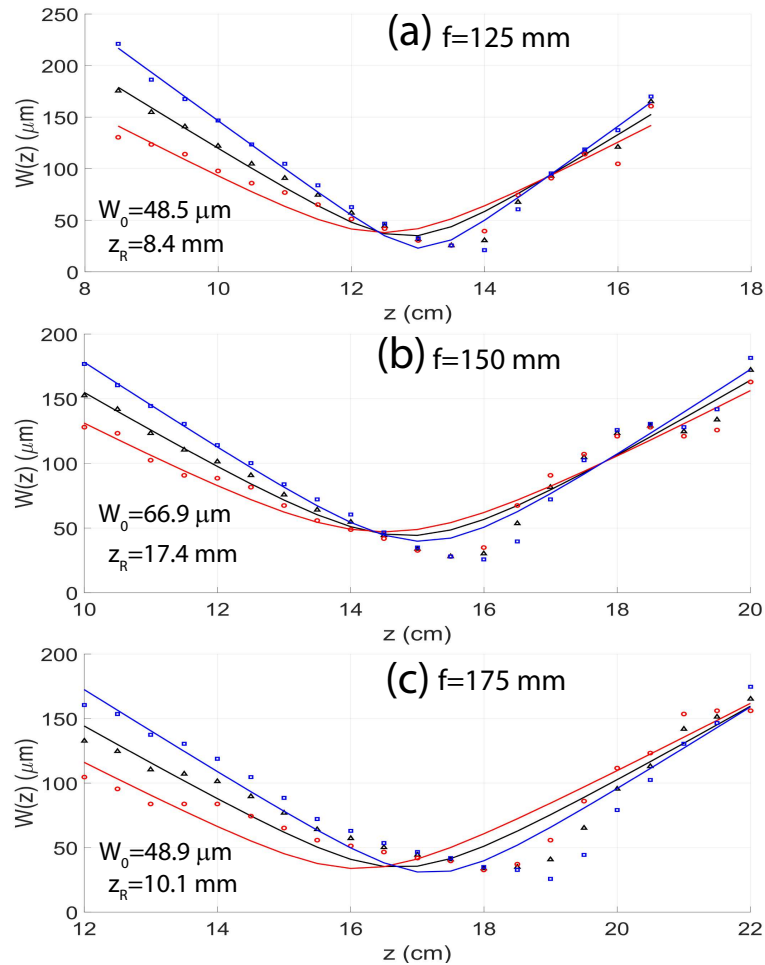 (a) f=125 mm
250
200
150
100
50
0
W(z) (μm)
W₀=48.5 μm
z_R=8.4 mm
8 10 12 14 16 18
z (cm)
(b) f=150 mm
200
150
100
50
0
W(z) (μm)
W₀=66.9 μm
z_R=17.4 mm
10 12 14 16 18 20
z (cm)
(c) f=175 mm
200
150
100
50
0
W(z) (μm)
W₀=48.9 μm
z_R=10.1 mm
12 14 16 18 20 22
z (cm)